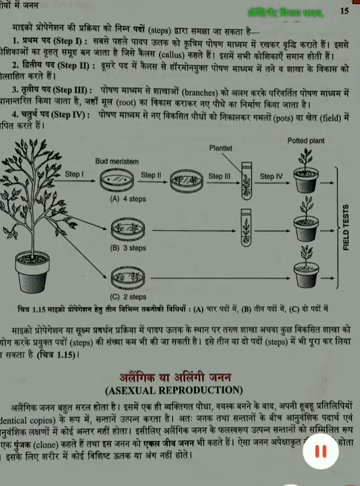 जीवों में जनन
15
माइक्रो प्रोपेगेशन की प्रक्रिया को निम्न पदों (steps) द्वारा समझा जा सकता है—
1. प्रथम पद (Step I) : सबसे पहले पादप ऊतक को कृत्रिम पोषण माध्यम में रखकर वृद्धि कराते हैं। इससे
कोशिकाओं का वृहत् समूह बन जाता है जिसे कैलस (callus) कहते हैं। इसमें सभी कोशिकाएँ समान होती हैं।
2. द्वितीय पद (Step II) : दूसरे पद में कैलस से हॉरमोनयुक्त पोषण माध्यम में तने व शाखा के विकास को
प्रोत्साहित करते हैं।
3. तृतीय पद (Step III) : पोषण माध्यम से शाखाओं (branches) को अलग करके परिवर्तित पोषण माध्यम में
स्थानान्तरित किया जाता है, जहाँ मूल (root) का विकास कराकर नए पौधे का निर्माण किया जाता है।
4. चतुर्थ पद (Step IV) : पोषण माध्यम से नए विकसित पौधों को निकालकर गमलों (pots) या खेत (field) में
रोपित करते हैं।
Potted plant
Plantlet
Bud meristem
Step I
Step II
Step III
Step IV
(A) 4 steps
(B) 3 steps
(C) 2 steps
FIELD TESTS
चित्र 1.15 माइक्रो प्रोपेगेशन हेतु तीन विभिन्न तकनीकी विधियाँ : (A) चार पदों में, (B) तीन पदों में, (C) दो पदों में
माइक्रो प्रोपेगेशन या सूक्ष्म प्रवर्धन प्रक्रिया में पादप ऊतक के स्थान पर तरुण शाखा अथवा कुछ विकसित शाखा को
प्रयोग करके प्रयुक्त पदों (steps) की संख्या कम भी की जा सकती है। इसे तीन या दो पदों (steps) में भी पूरा कर लिया
जा सकता है (चित्र 1.15)।
अलैंगिक या अलिंगी जनन
(ASEXUAL REPRODUCTION)
अलैंगिक जनन बहुत सरल होता है। इसमें एक ही व्यक्तिगत पौधा, वयस्क बनने के बाद, अपनी हूबहू प्रतिलिपियों
(identical copies) के रूप में, सन्तानें उत्पन्न करता है। अतः जनक तथा सन्तानों के बीच आनुवंशिक पदार्थ एवं
आनुवंशिक लक्षणों में कोई अन्तर नहीं होता। इसीलिए अलैंगिक जनन के फलस्वरूप उत्पन्न सन्तानों को सम्मिलित रूप
एक पुंजक (clone) कहते हैं तथा इस जनन को एकल जीव जनन भी कहते हैं। ऐसा जनन अपेक्षाकृत होता
इसके लिए शरीर में कोई विशिष्ट ऊतक या अंग नहीं होते।